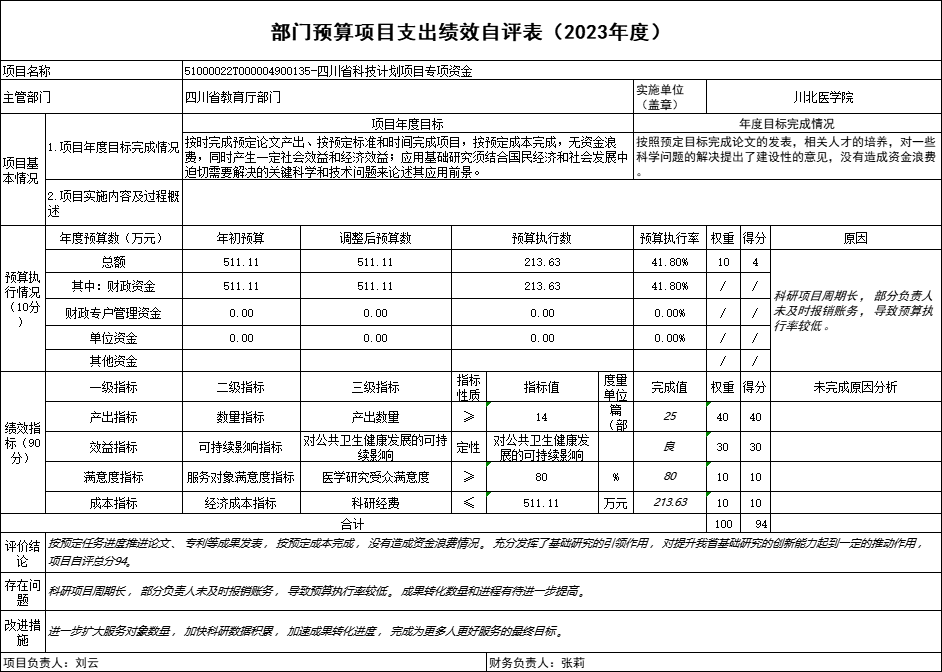 部门预算项目支出绩效自评表（2023年度）
项目名称
51000022T000004900135-四川省科技计划项目专项资金
主管部门
四川省教育厅部门
实施单位
（盖章）
川北医学院
项目基
本情况
1.项目年度目标完成情况
项目年度目标
年度目标完成情况
按时完成预定论文产出、按预定标准和时间完成项目，按预定成本完成，无资金浪
费，同时产生一定社会效益和经济效益；应用基础研究须结合国民经济和社会发展中
迫切需要解决的关键科学和技术问题来论述其应用前景。
按照预定目标完成论文的发表，相关人才的培养，对一些
科学问题的解决提出了建设性的意见，没有造成资金浪费
。
2.项目实施内容及过程概
述
预算执
行情况
（10分
）
年度预算数（万元） 年初预算 调整后预算数 预算执行数 预算执行率 权重 得分 原因
总额 511.11 511.11 213.63 41.80% 10 4
其中：财政资金 511.11 511.11 213.63 41.80% / /
财政专户管理资金 0.00 0.00 0.00 0.00% / /
单位资金 0.00 0.00 0.00 0.00% / /
其他资金 / /
科研项目周期长，部分负责人
未及时报销账务，导致预算执
行率较低。
绩效指
标（90
分）
一级指标 二级指标 三级指标 指标
性质 指标值 度量
单位 完成值 权重 得分 未完成原因分析
产出指标 数量指标 产出数量 ≥ 14 篇
（部 25 40 40
效益指标 可持续影响指标 对公共卫生健康发展的可持
续影响 定性 对公共卫生健康发
展的可持续影响 良 30 30
满意度指标 服务对象满意度指标 医学研究受众满意度 ≥ 80 % 80 10 10
成本指标 经济成本指标 科研经费 ≤ 511.11 万元 213.63 10 10
合计 100 94
评价结
论
按预定任务进度推进论文、专利等成果发表，按预定成本完成，没有造成资金浪费情况。充分发挥了基础研究的引领作用，对提升我省基础研究的创新能力起到一定的推动作用，
项目自评总分94。
存在问
题
科研项目周期长，部分负责人未及时报销账务，导致预算执行率较低。成果转化数量和进程有待进一步提高。
改进措
施
进一步扩大服务对象数量，加快科研数据积累，加速成果转化进度，完成为更多人更好服务的最终目标。
项目负责人：刘云
财务负责人：张莉